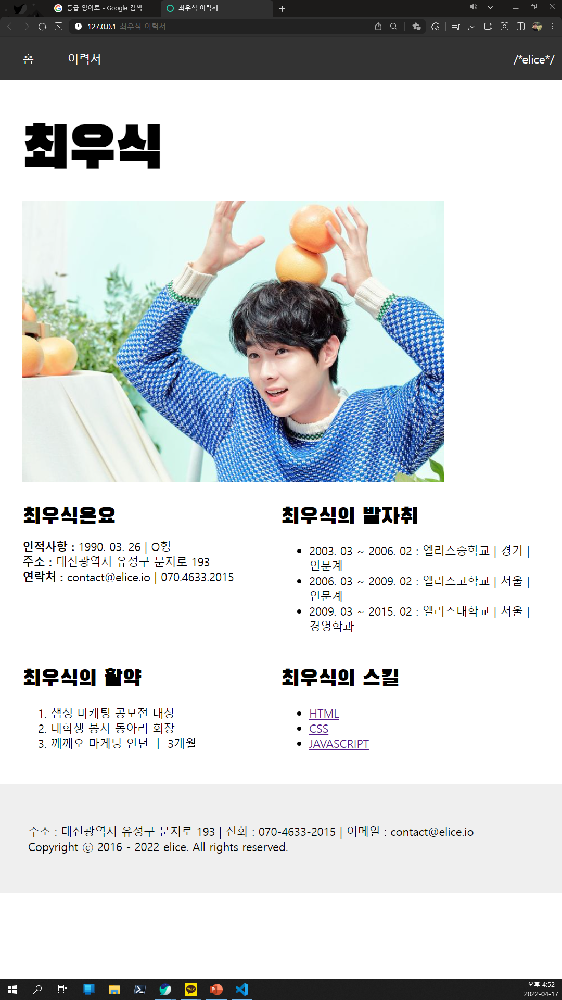 등급 영어로 - Google 검색
최우식 이력서
127.0.0.1 최우식 이력서
홈 이력서 /*elice*/
최우식
최우식은요
인적사항 : 1990. 03. 26 | O형
주소 : 대전광역시 유성구 문지로 193
연락처 : contact@elice.io | 070.4633.2015
최우식의 발자취
• 2003. 03 ~ 2006. 02 : 엘리스중학교 | 경기 |
인문계
• 2006. 03 ~ 2009. 02 : 엘리스고학교 | 서울 |
인문계
• 2009. 03 ~ 2015. 02 : 엘리스대학교 | 서울 |
경영학과
최우식의 활약
1. 샘성 마케팅 공모전 대상
2. 대학생 봉사 동아리 회장
3. 깨깨오 마케팅 인턴 ㅣ 3개월
최우식의 스킬
• HTML
• CSS
• JAVASCRIPT
주소 : 대전광역시 유성구 문지로 193 | 전화 : 070-4633-2015 | 이메일 : contact@elice.io
Copyright ⓒ 2016 - 2022 elice. All rights reserved.
TALK
오후 4:52
2022-04-17